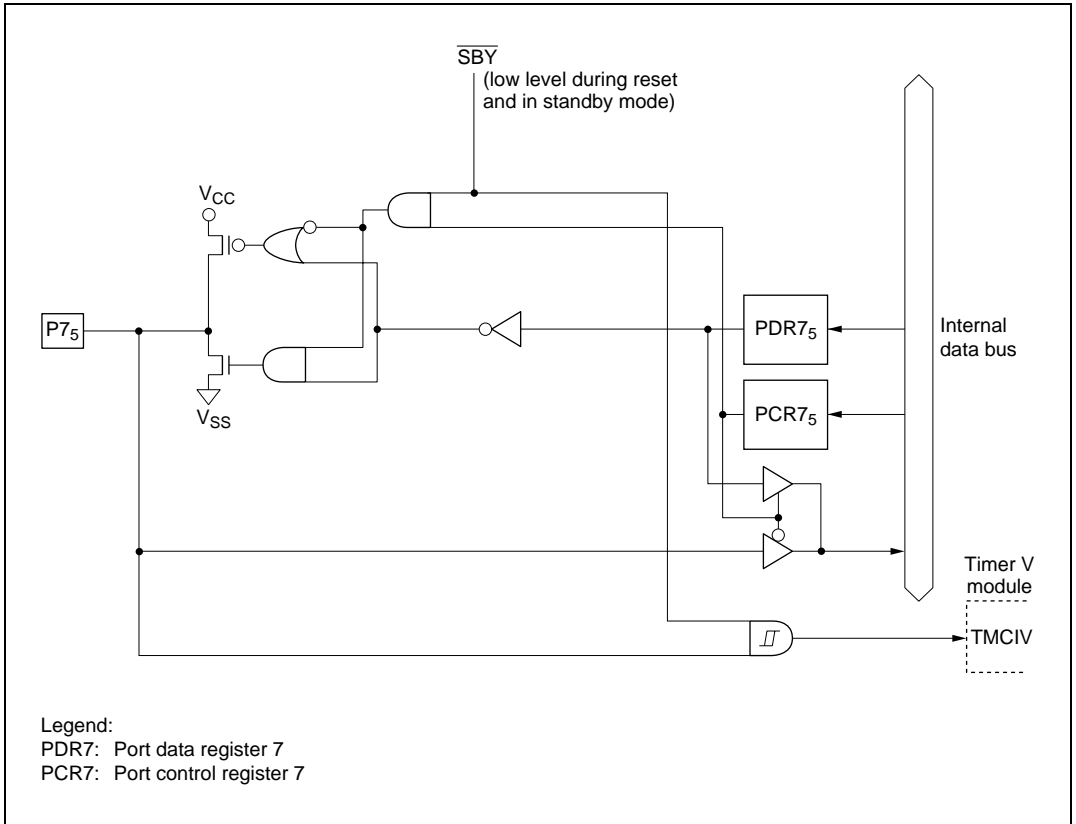 SBY
(low level during reset
and in standby mode)
VCC
P75
VSS
PDR75
PCR75
Internal
data bus
Timer V
module
TMCIV
Legend:
PDR7: Port data register 7
PCR7: Port control register 7